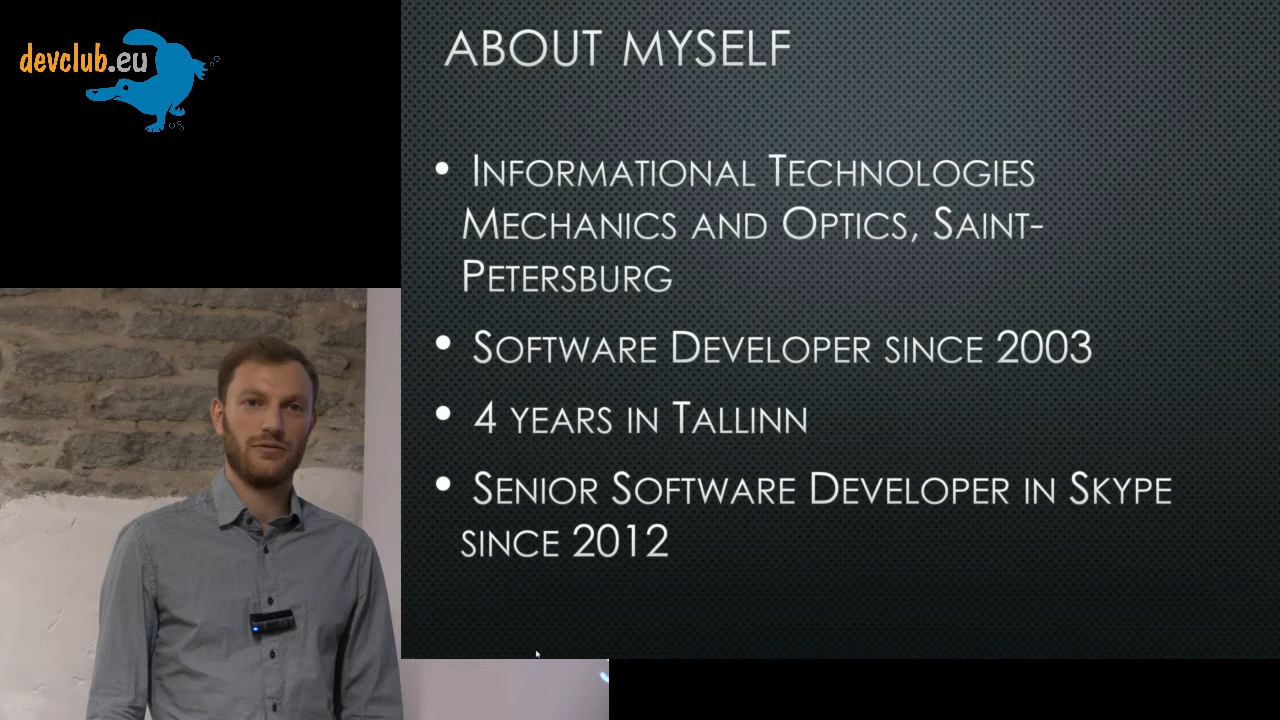 devclub.eu
ABOUT MYSELF
• INFORMATIONAL TECHNOLOGIES
MECHANICS AND OPTICS, SAINT-
PETERSBURG
• SOFTWARE DEVELOPER SINCE 2003
• 4 YEARS IN TALLINN
• SENIOR SOFTWARE DEVELOPER IN SKYPE
SINCE 2012